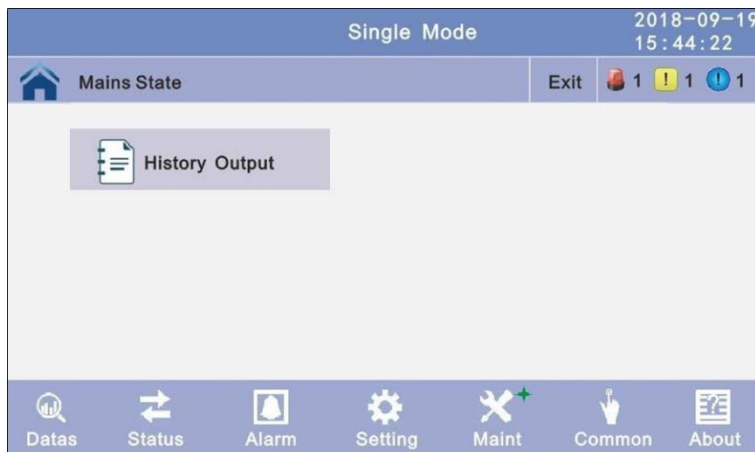 Single Mode
2018-09-19
15:44:22
Mains State
Exit
1
! 1
! 1
History Output
Datas
Status
Alarm
Setting
Maint
Common
About